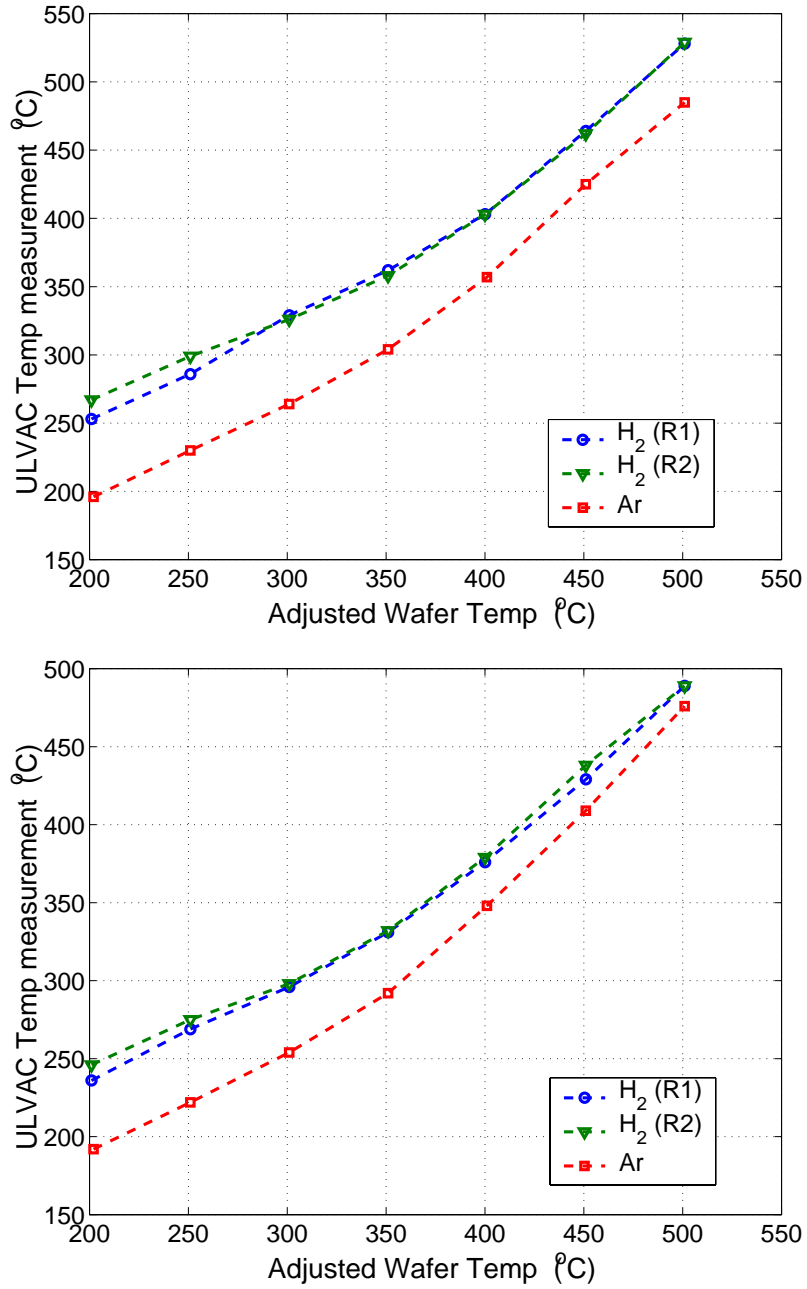 550
500
450
400
350
300
250
200
150
ULVAC Temp measurement (°C)
H2 (R1)
H2 (R2)
Ar
200 250 300 350 400 450 500 550
Adjusted Wafer Temp (°C)
500
450
400
350
300
250
200
150
ULVAC Temp measurement (°C)
H2 (R1)
H2 (R2)
Ar
200 250 300 350 400 450 500 550
Adjusted Wafer Temp (°C)